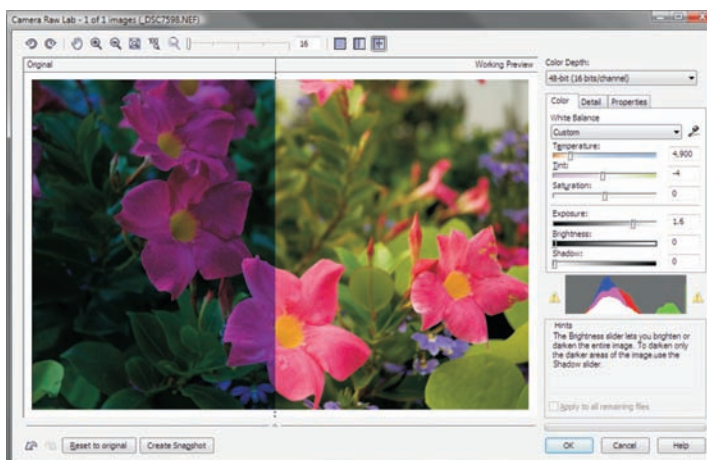 Camera Raw Lab - 1 of 1 images (_DSC7598.NEF)
16
Original
Working Preview
Color Depth:
48-bit (16 bits/channel)
Color
Detail
Properties
White Balance
Custom
Temperature:
4,900
Tint:
-4
Saturation:
0
Exposure:
1.6
Brightness:
0
Shadow:
0
Hints
The Brightness slider lets you brighten or
darken the entire image. To darken only
the darker areas of the image,use the
Shadow slider.
Apply to all remaining files
Reset to original
Create Snapshot
OK
Cancel
Help